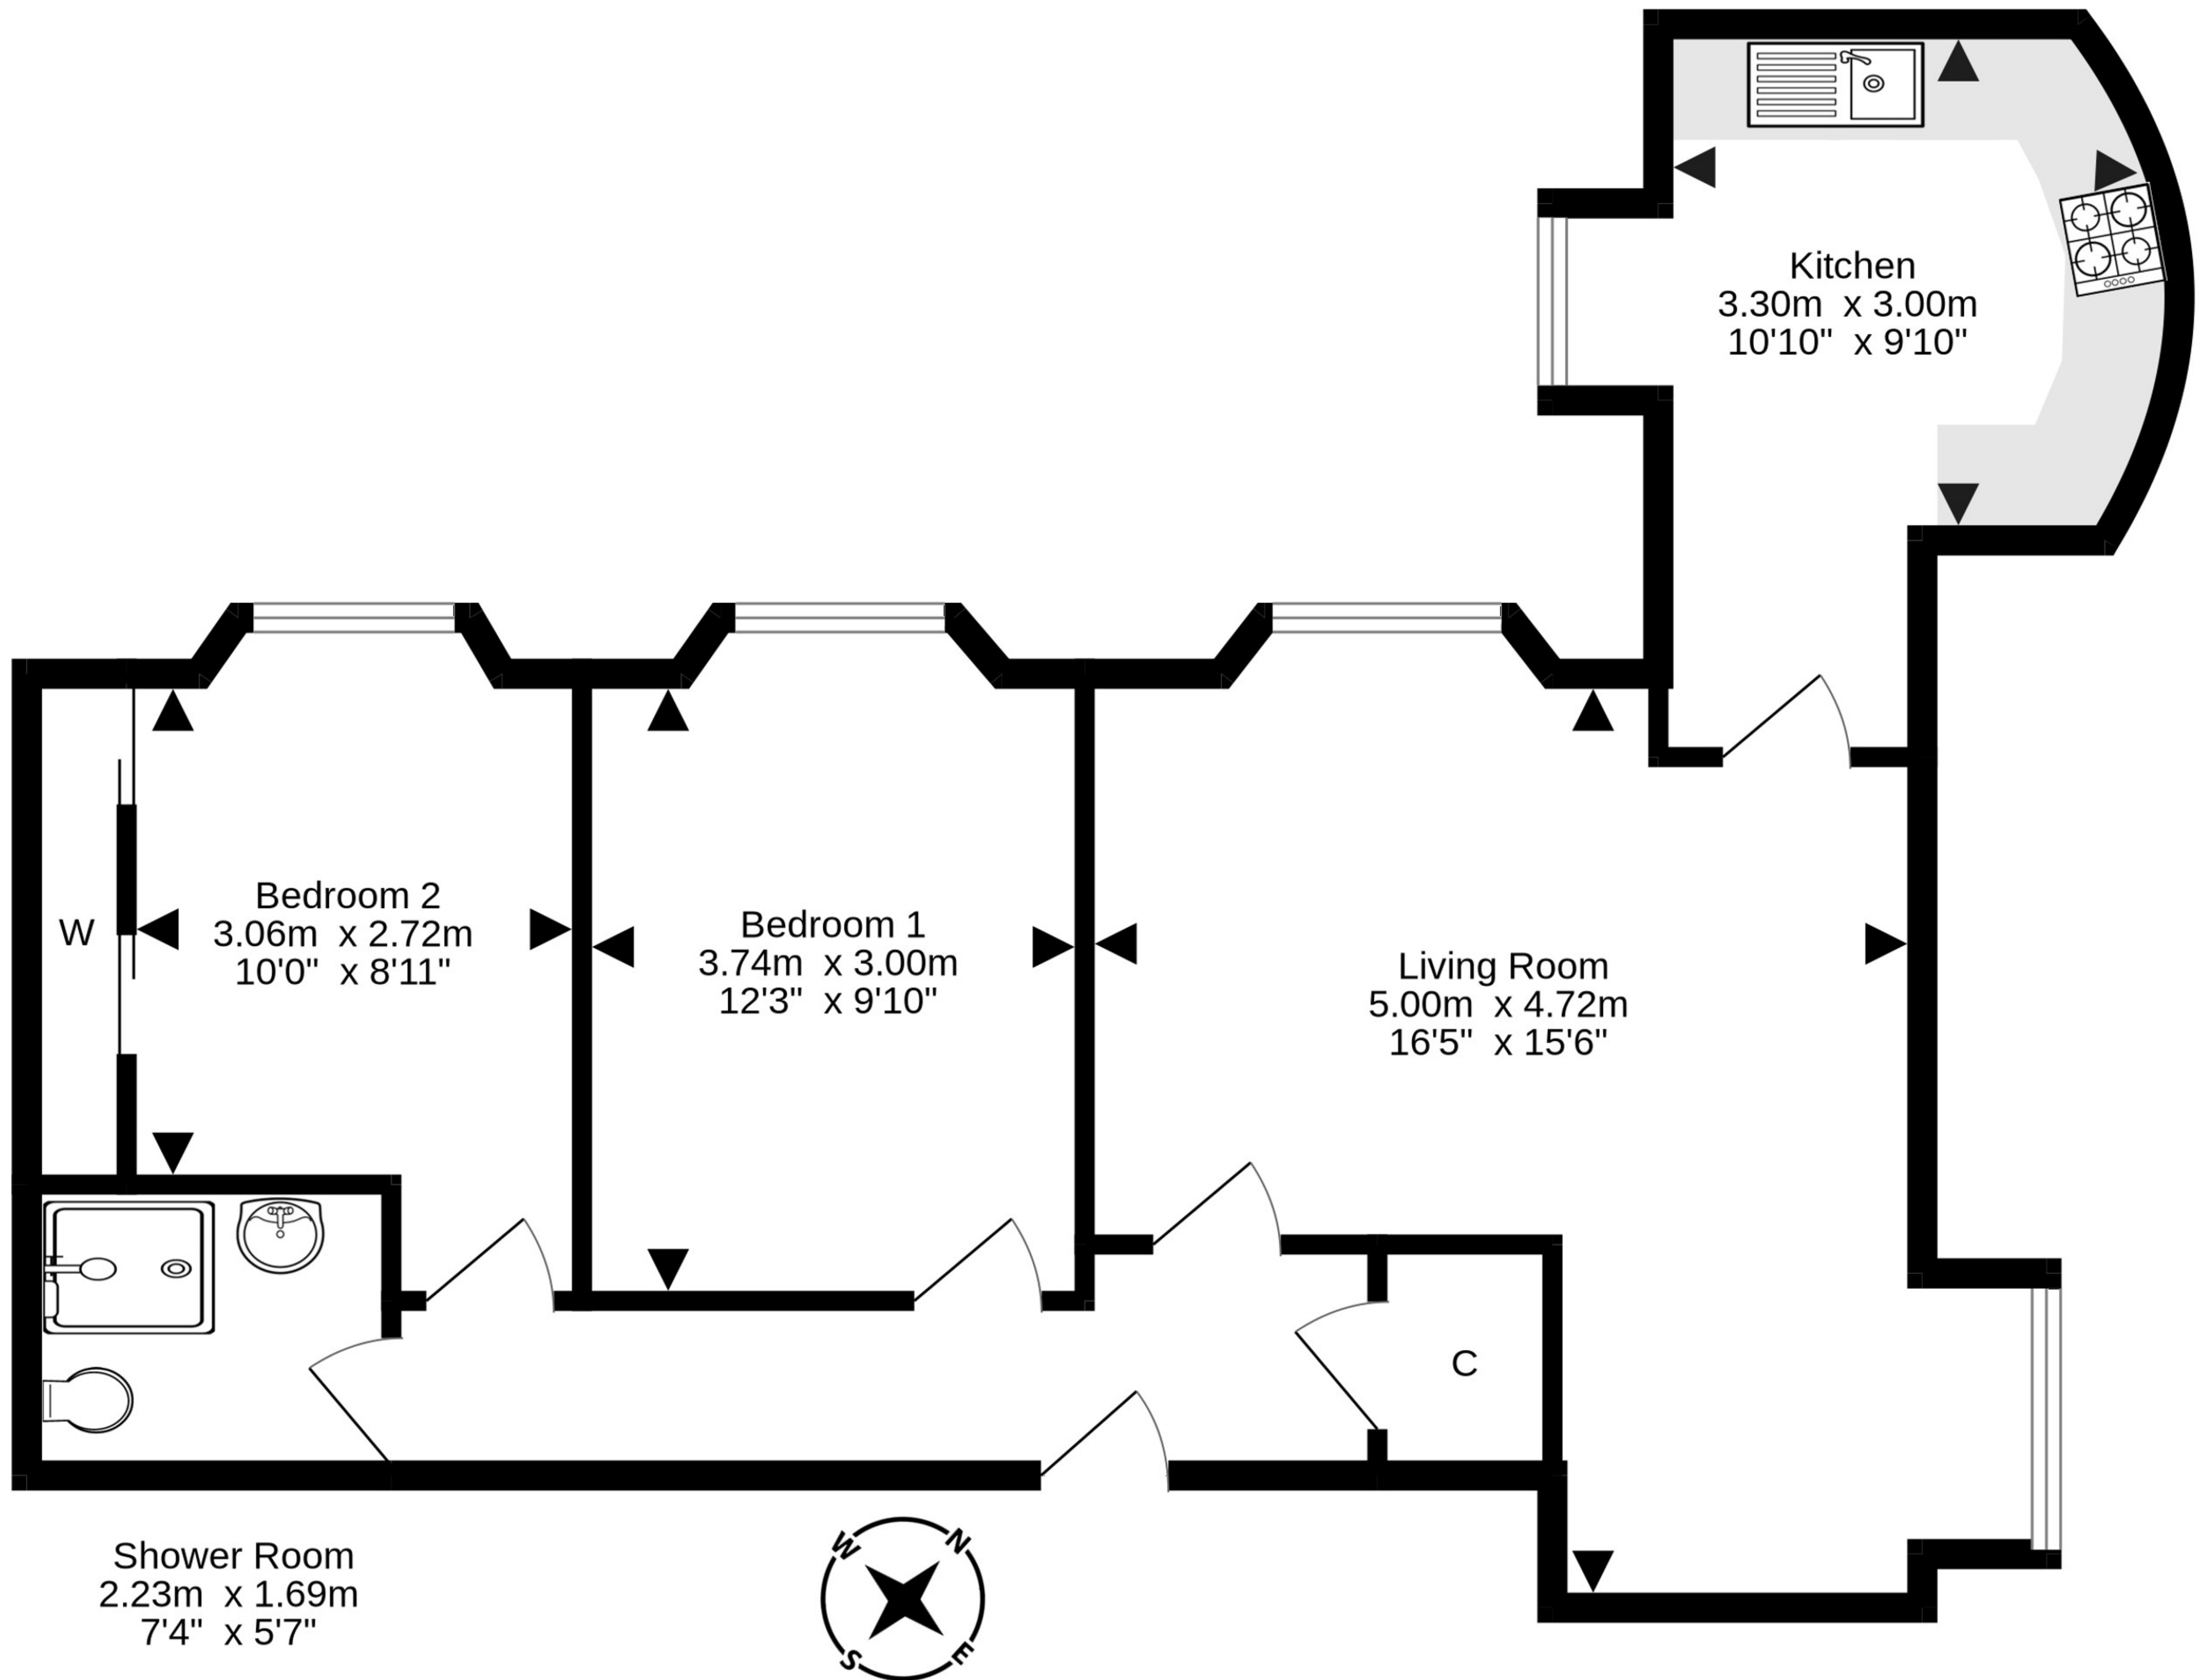 Kitchen
3.30m x 3.00m
10'10" x 9'10"
Bedroom 2
3.06m x 2.72m
10'0" x 8'11"
W
Bedroom 1
3.74m x 3.00m
12'3" x 9'10"
Living Room
5.00m x 4.72m
16'5" x 15'6"
C
Shower Room
2.23m x 1.69m
7'4" x 5'7"
W N
S E